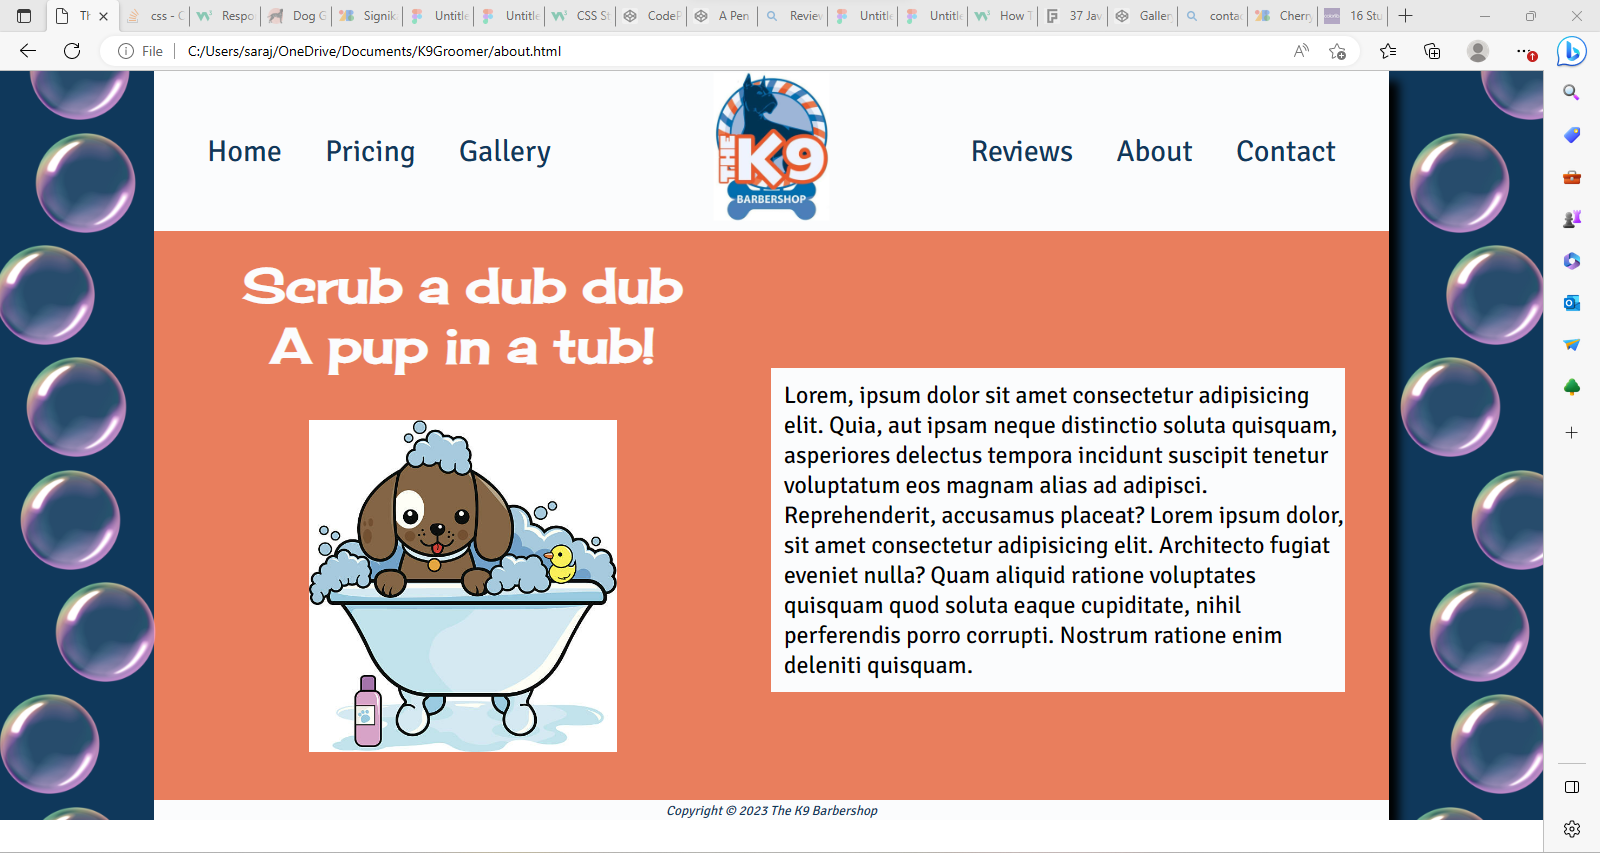 Th
css - C
Respo
Dog G
Signik
Untitle
Untitle
CSS St
CodeP
A Pen
Review
Untitle
Untitle
How T
37 Jav
Gallery
contac
Cherry
16 Stu
File
C:/Users/saraj/OneDrive/Documents/K9Groomer/about.html
Home Pricing Gallery
THE
K9
BARBERSHOP
Reviews About Contact
Scrub a dub dub
A pup in a tub!
Lorem, ipsum dolor sit amet consectetur adipisicing
elit. Quia, aut ipsam neque distinctio soluta quisquam,
asperiores delectus tempora incidunt suscipit tenetur
voluptatum eos magnam alias ad adipisci.
Reprehenderit, accusamus placeat? Lorem ipsum dolor,
sit amet consectetur adipisicing elit. Architecto fugiat
eveniet nulla? Quam aliquid ratione voluptates
quisquam quod soluta eaque cupiditate, nihil
perferendis porro corrupti. Nostrum ratione enim
deleniti quisquam.
Copyright © 2023 The K9 Barbershop